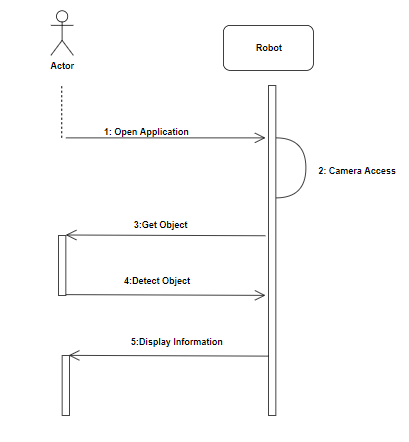 Robot
Actor
1: Open Application
2: Camera Access
3:Get Object
4:Detect Object
5:Display Information